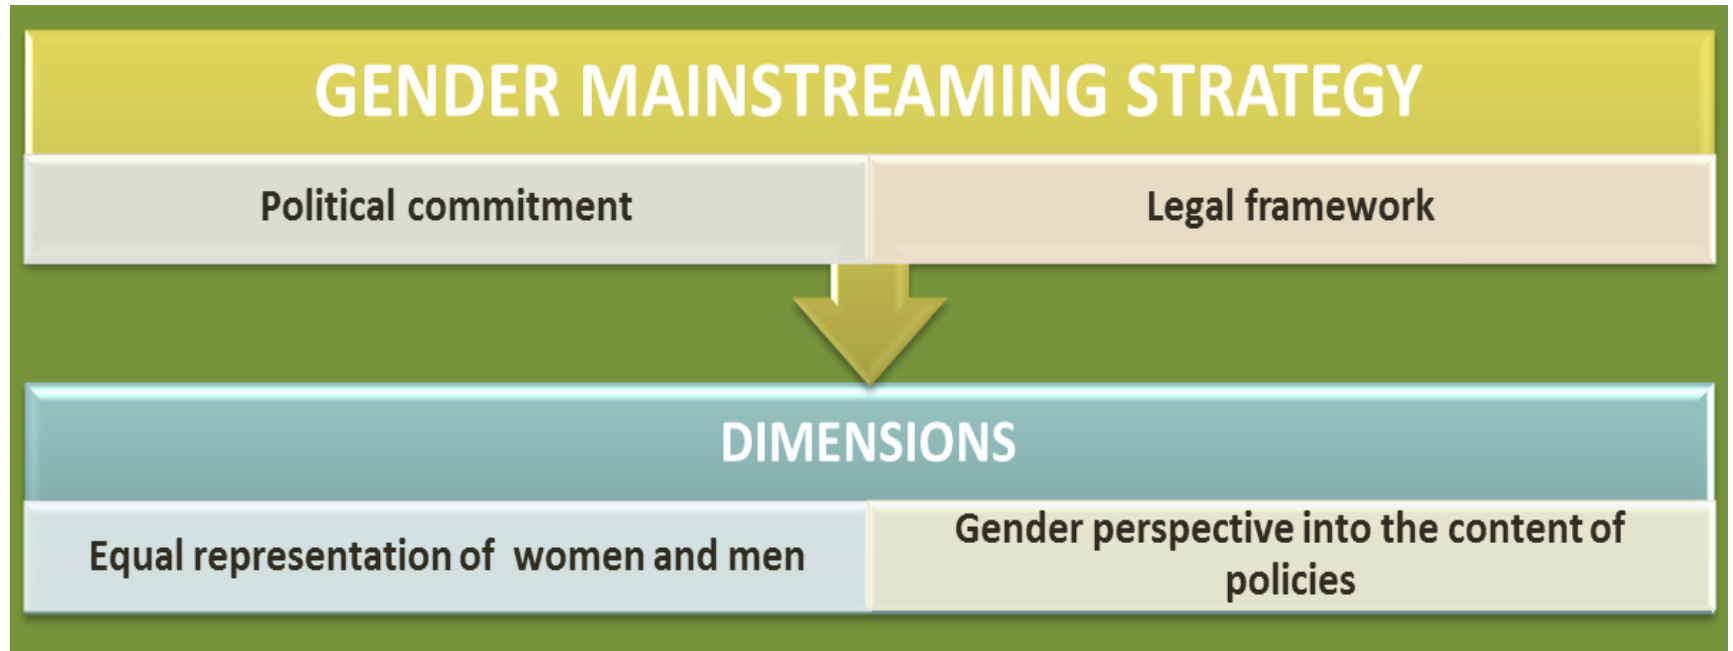 GENDER MAINSTREAMING STRATEGY
Political commitment
Legal framework
DIMENSIONS
Equal representation of women and men
Gender perspective into the content of
policies